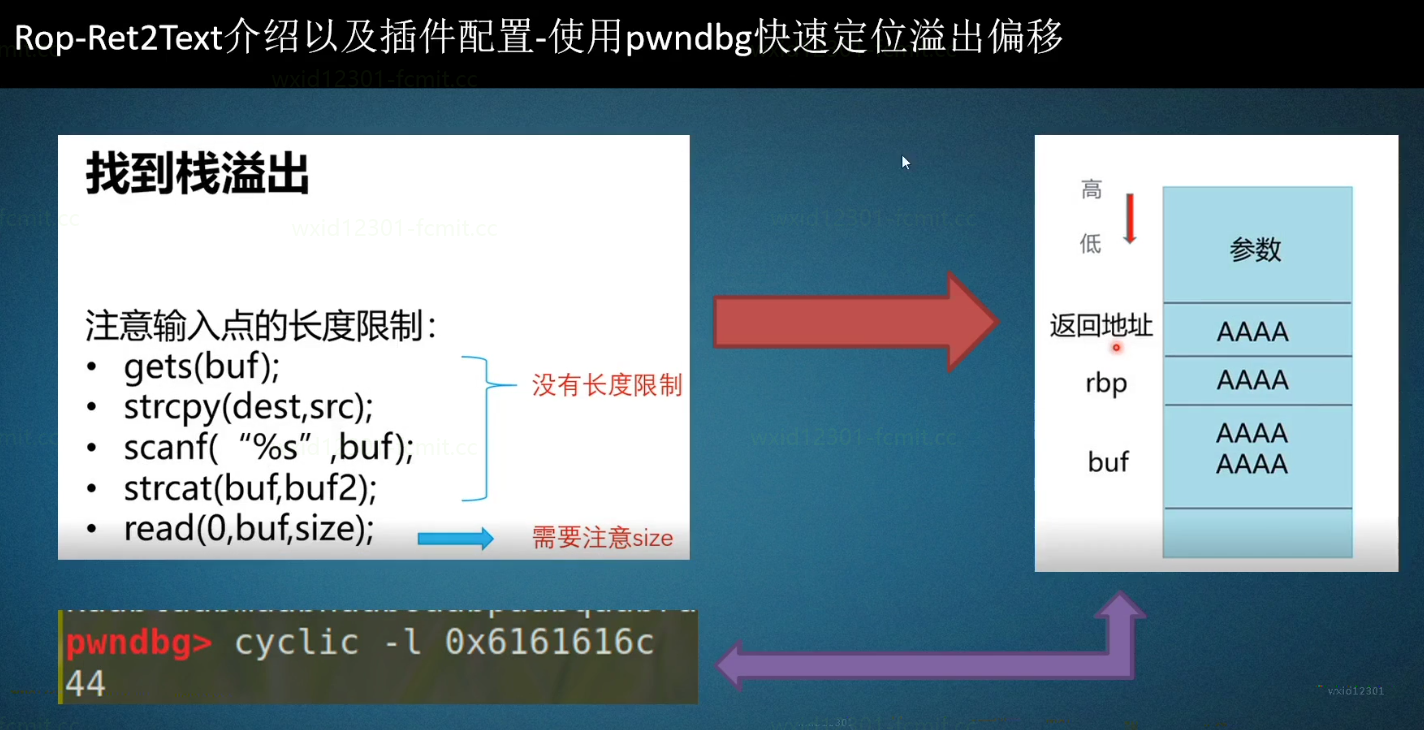 Rop-Ret2Text介绍以及插件配置-使用pwndbg快速定位溢出偏移
wxid12301-fcmit.cc
找到栈溢出
wxid12301-fcmit.cc
注意输入点的长度限制：
• gets(buf);
• strcpy(dest,src);
• scanf( “%s” ,buf);
• strcat(buf,buf2);
• read(0,buf,size);
没有长度限制
需要注意size
高
低
参数
返回地址
AAAA
rbp
AAAA
buf
AAAA
AAAA
wxid12301-fcmit.cc
wxid12301-fcmit.cc
pwndbg> cyclic -l 0x6161616c
44
wxid12301